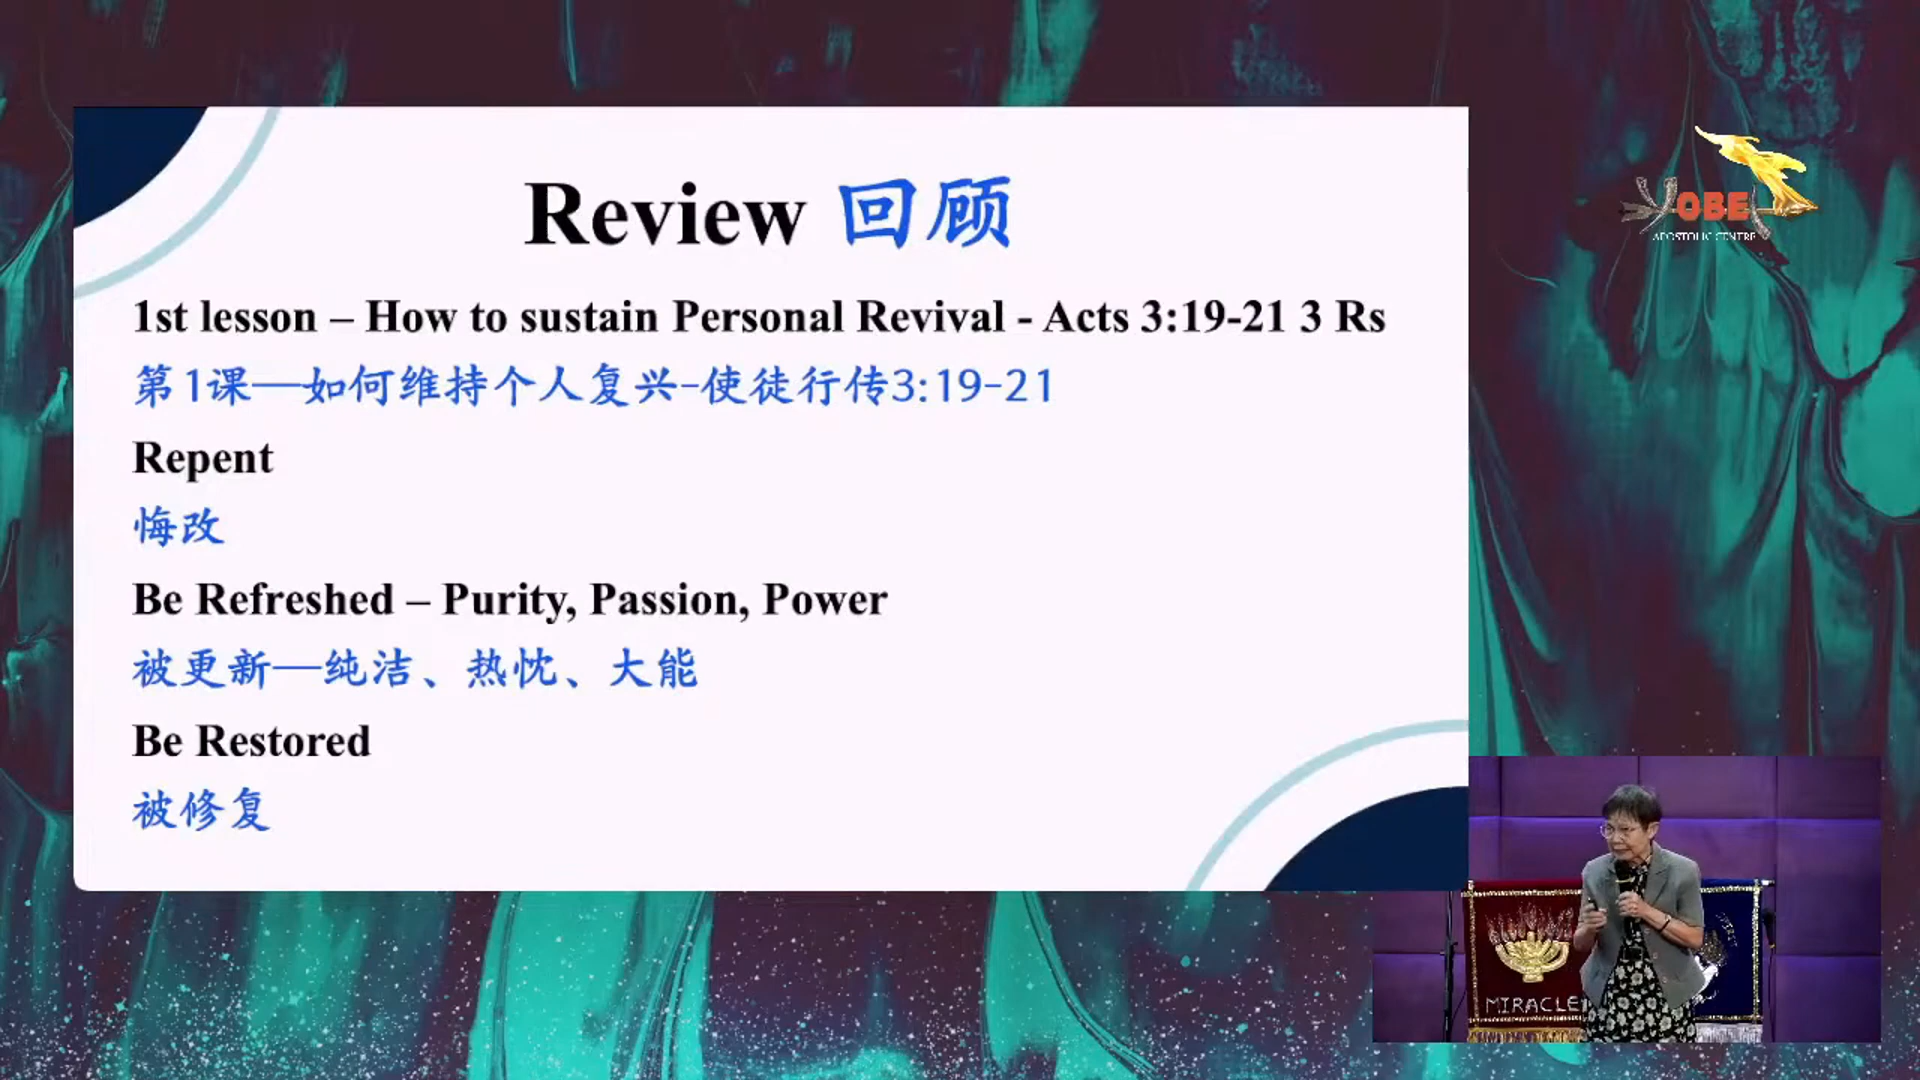 Review 回顾
1st lesson – How to sustain Personal Revival - Acts 3:19-21 3 Rs
第1课—如何维持个人复兴-使徒行传3:19-21
Repent
悔改
Be Refreshed – Purity, Passion, Power
被更新—纯洁、热忱、大能
Be Restored
被修复
YOBEL
APOSTOLIC CENTRE
MIRACLE